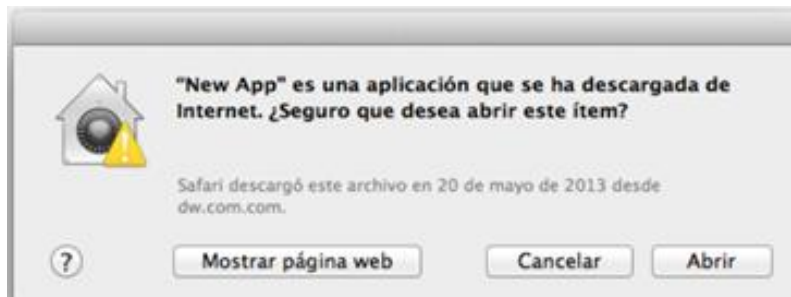 “New App” es una aplicación que se ha descargada de
Internet. ¿Seguro que desea abrir este ítem?
Safari descargó este archivo en 20 de mayo de 2013 desde
dw.com.com.
? Mostrar página web Cancelar Abrir